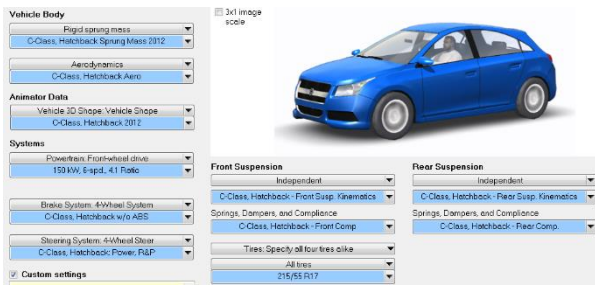 Vehicle Body
Rigid sprung mass
C-Class, Hatchback Sprung Mass 2012
Aerodynamics
C-Class, Hatchback Aero
Animator Data
Vehicle 3D Shape: Vehicle Shape
C-Class, Hatchback 2012
Systems
Powertrain: Front-wheel drive
150 kW, 6-spd., 4.1 Ratio
Brake System: 4-Wheel System
C-Class, Hatchback w/o ABS
Steering System: 4-Wheel Steer
C-Class, Hatchback: Power, R&P
Custom settings
3x1 image
scale
Front Suspension
Independent
C-Class, Hatchback - Front Susp. Kinematics
Springs, Dampers, and Compliance
C-Class, Hatchback - Front Comp
Tires: Specify all four tires alike
All tires
215/55 R17
Rear Suspension
Independent
C-Class, Hatchback - Rear Susp. Kinematics
Springs, Dampers, and Compliance
C-Class, Hatchback - Rear Comp.